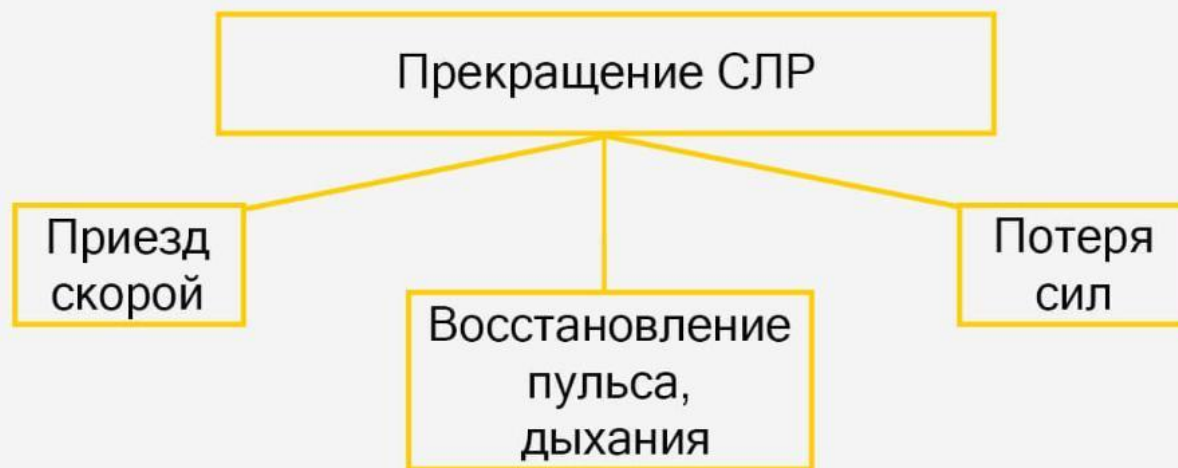 Прекращение СЛР
Приезд
скорой
Восстановление
пульса,
дыхания
Потеря
сил